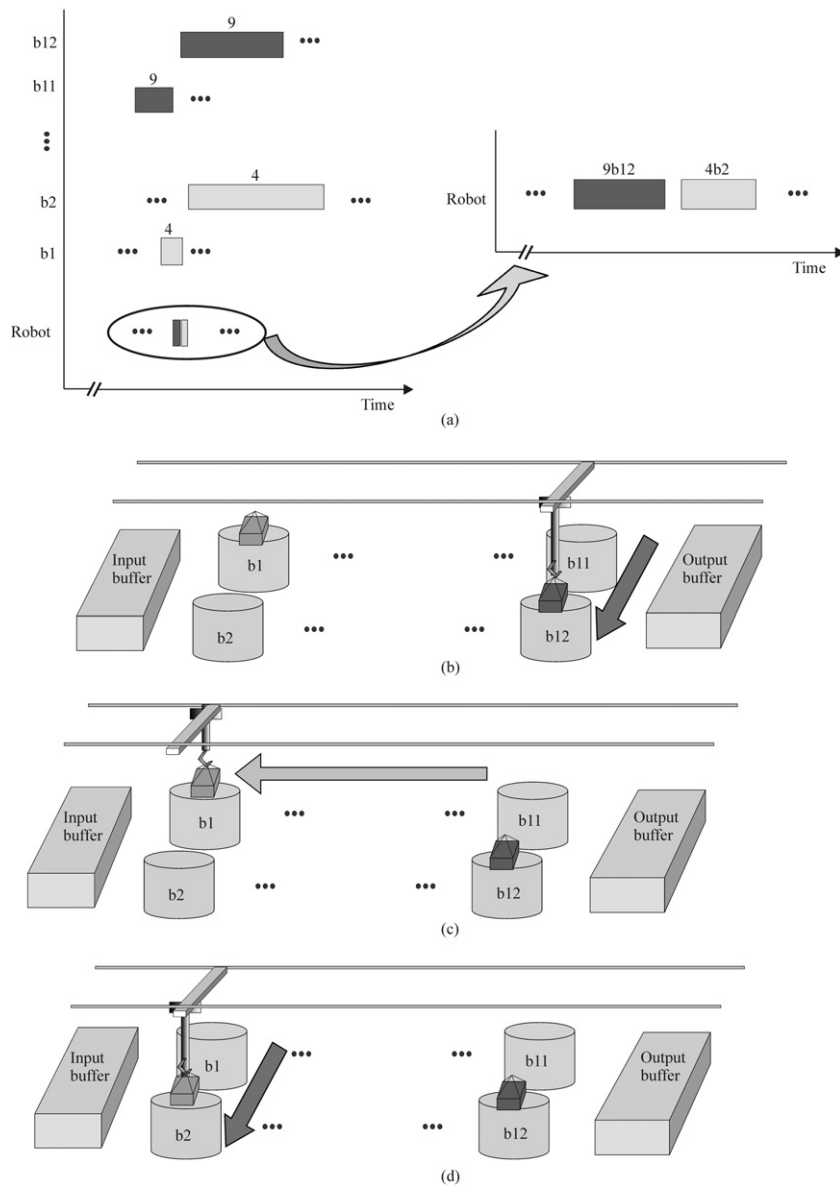 9
b12
9
b11
4
b2
4
b1
Robot
Time
9b12
4b2
Robot
Time
(a)
Input
buffer
b1
b11
Output
buffer
b2
b12
(b)
Input
buffer
b1
b11
Output
buffer
b2
b12
(c)
Input
buffer
b1
b11
Output
buffer
b2
b12
(d)